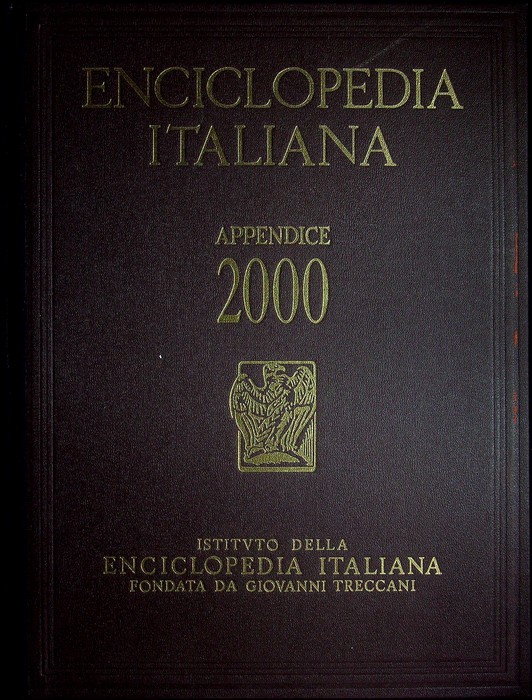 ENCICLOPEDIA
ITALIANA
APPENDICE
2000
ISTITVTO DELLA
ENCICLOPEDIA ITALIANA
FONDATA DA GIOVANNI TRECCANI